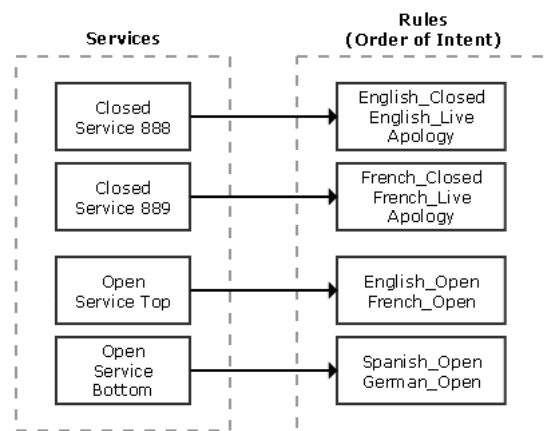 Services
Rules
(Order of Intent)
Closed
Service 888
English_Closed
English_Live
Apology
Closed
Service 889
French_Closed
French_Live
Apology
Open
Service Top
English_Open
French_Open
Open
Service
Bottom
Spanish_Open
German_Open